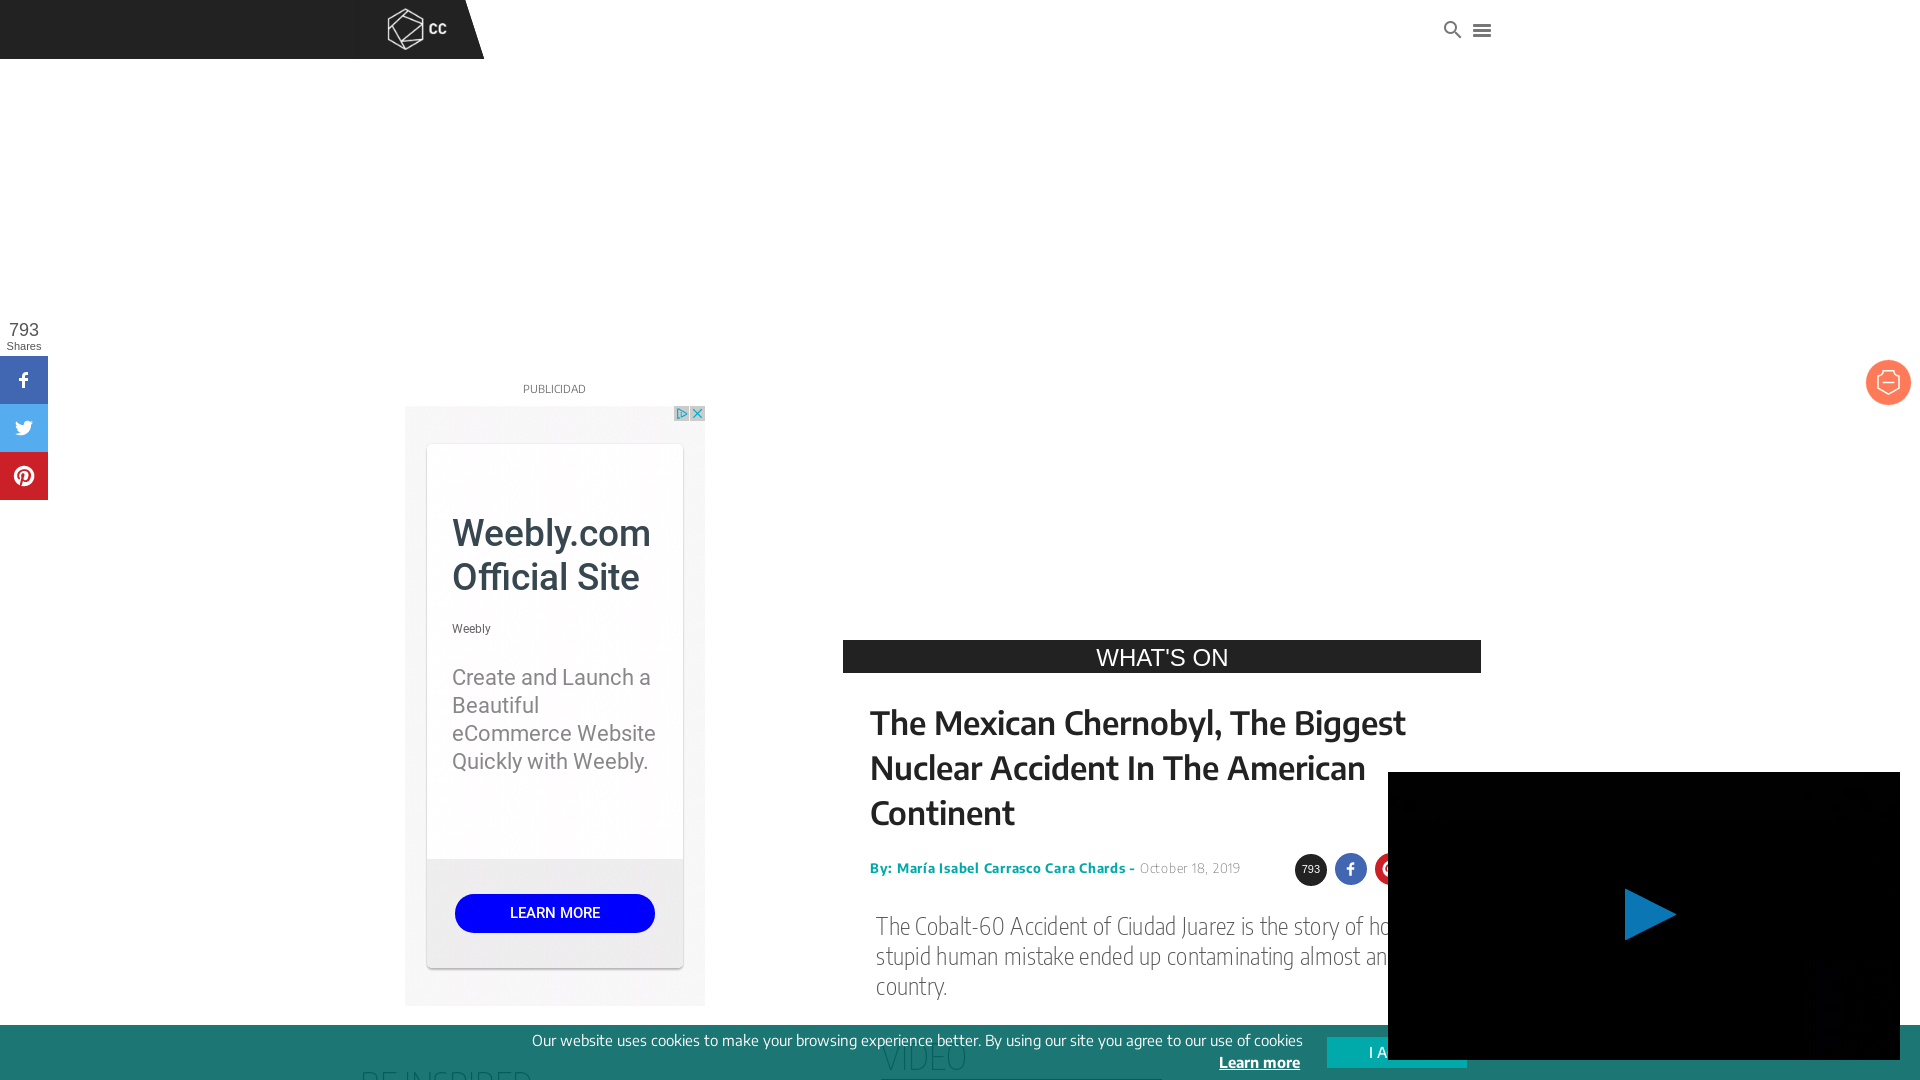 CC
793
Shares
PUBLICIDAD
Weebly.com
Official Site
Weebly
Create and Launch a
Beautiful
eCommerce Website
Quickly with Weebly.
LEARN MORE
WHAT'S ON
The Mexican Chernobyl, The Biggest
Nuclear Accident In The American
Continent
By: María Isabel Carrasco Cara Chards - October 18, 2019
793
The Cobalt-60 Accident of Ciudad Juarez is the story of
stupid human mistake ended up contaminating almost an
country.
Our website uses cookies to make your browsing experience better. By using our site you agree to our use of cookies
Learn more
I A
VIDEO
BE INSPIRED